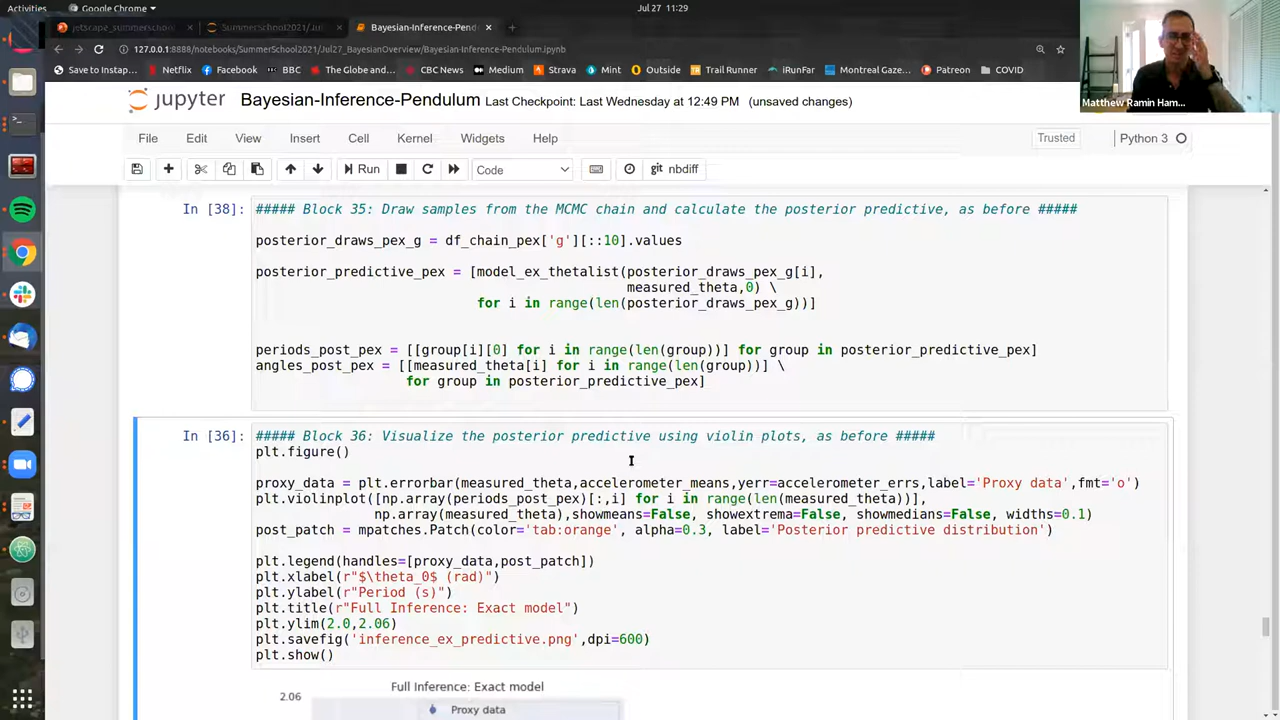 Activities
Google Chrome
Jul 27 11:29
jetscape_summerschool
SummerSchool2021/Jul
Bayesian-Inference-Pend
127.0.0.1:8888/notebooks/SummerSchool2021/Jul27_BayesianOverview/Bayesian-Inference-Pendulum.ipynb
Save to Instap... Netflix Facebook BBC The Globe and... CBC News Medium Strava Mint Outside Trail Runner iRunFar Montreal Gaze... Patreon COVID
Matthew Ramin Ham...
jupyter Bayesian-Inference-Pendulum Last Checkpoint: Last Wednesday at 12:49 PM (unsaved changes)
File Edit View Insert Cell Kernel Widgets Help
Trusted Python 3
Run Code nbdiff
In [38]: ##### Block 35: Draw samples from the MCMC chain and calculate the posterior predictive, as before #####
posterior_draws_pex_g = df_chain_pex['g'][::10].values
posterior_predictive_pex = [model_ex_thetalist(posterior_draws_pex_g[i],
measured_theta,0) \
for i in range(len(posterior_draws_pex_g))]
periods_post_pex = [[group[i][0] for i in range(len(group))] for group in posterior_predictive_pex]
angles_post_pex = [[measured_theta[i] for i in range(len(group))] \
for group in posterior_predictive_pex]
In [36]: ##### Block 36: Visualize the posterior predictive using violin plots, as before #####
plt.figure()
proxy_data = plt.errorbar(measured_theta,accelerometer_means,yerr=accelerometer_errs,label='Proxy data',fmt='o')
plt.violinplot([np.array(periods_post_pex)[:,i] for i in range(len(measured_theta))],
np.array(measured_theta),showmeans=False, showextrema=False, showmedians=False, widths=0.1)
post_patch = mpatches.Patch(color='tab:orange', alpha=0.3, label='Posterior predictive distribution')
plt.legend(handles=[proxy_data,post_patch])
plt.xlabel(r"$\theta_0$ (rad)")
plt.ylabel(r"Period (s)")
plt.title(r"Full Inference: Exact model")
plt.ylim(2.0,2.06)
plt.savefig('inference_ex_predictive.png',dpi=600)
plt.show()
Full Inference: Exact model
2.06
Proxy data